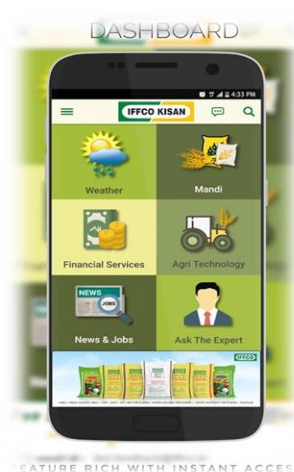 DASHBOARD
4:33 PM
IFFCO KISAN
Weather
Mandi
Financial Services
Agri Technology
NEWS
JOBS
News & Jobs
Ask The Expert
IFFCO
EATURE RICH WITH INSTANT ACCES